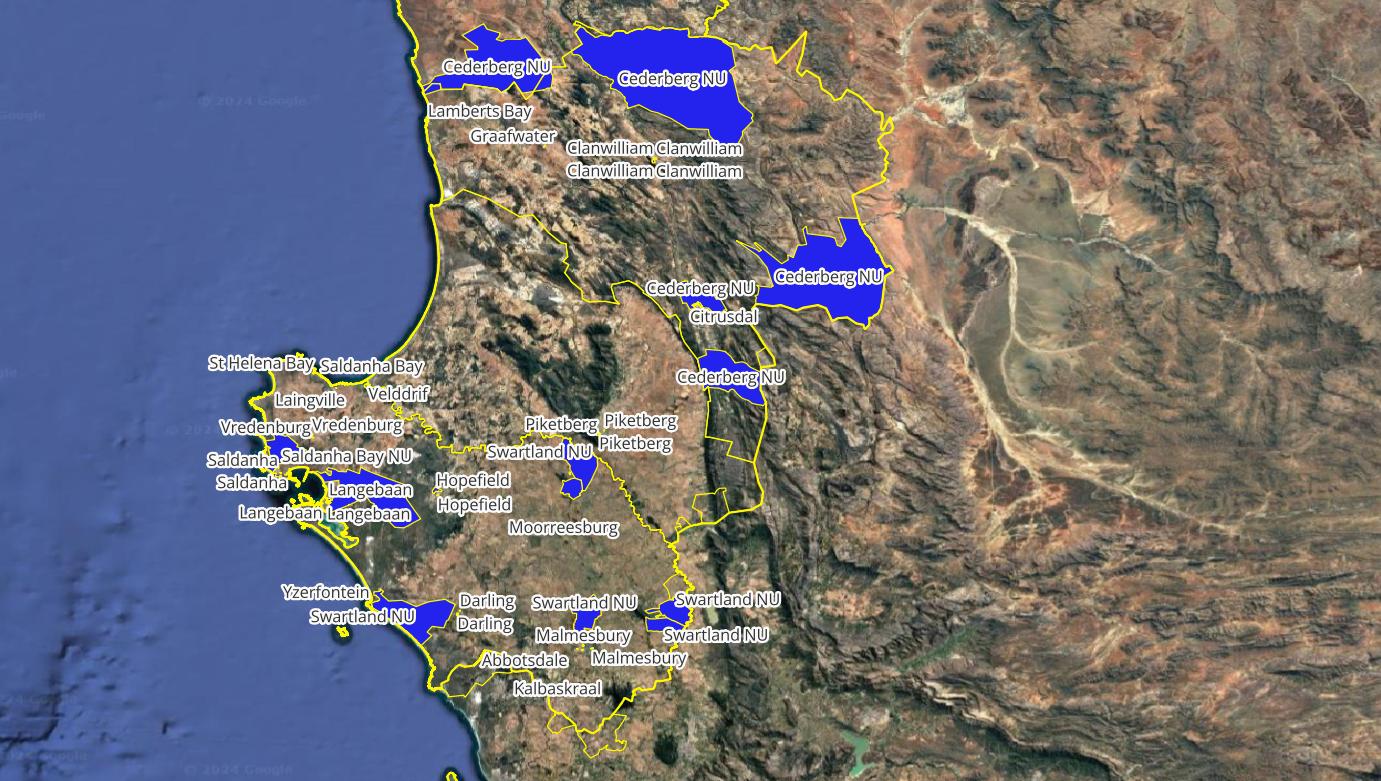 Cederberg NU
Cederberg NU
© 2024 Google
Google
Lamberts Bay
Graafwater
Clanwilliam Clanwilliam
Clanwilliam Clanwilliam
Cederberg NU
Cederberg NU
Citrusdal
St Helena Bay
Saldanha Bay
Cederberg NU
Velddrif
Laingville
Vredenburg Vredenburg
Piketberg
Piketberg
Piketberg
Swartland NU
Saldanha
Saldanha Bay NU
Saldanha
Langebaan
Hopefield
Hopefield
Langebaan Langebaan
Moorreesburg
Yzerfontein
Swartland NU
Darling
Darling
Swartland NU
Swartland NU
Malmesbury
Swartland NU
Abbotsdale
Malmesbury
Kalbaskraal
© 2024 Google